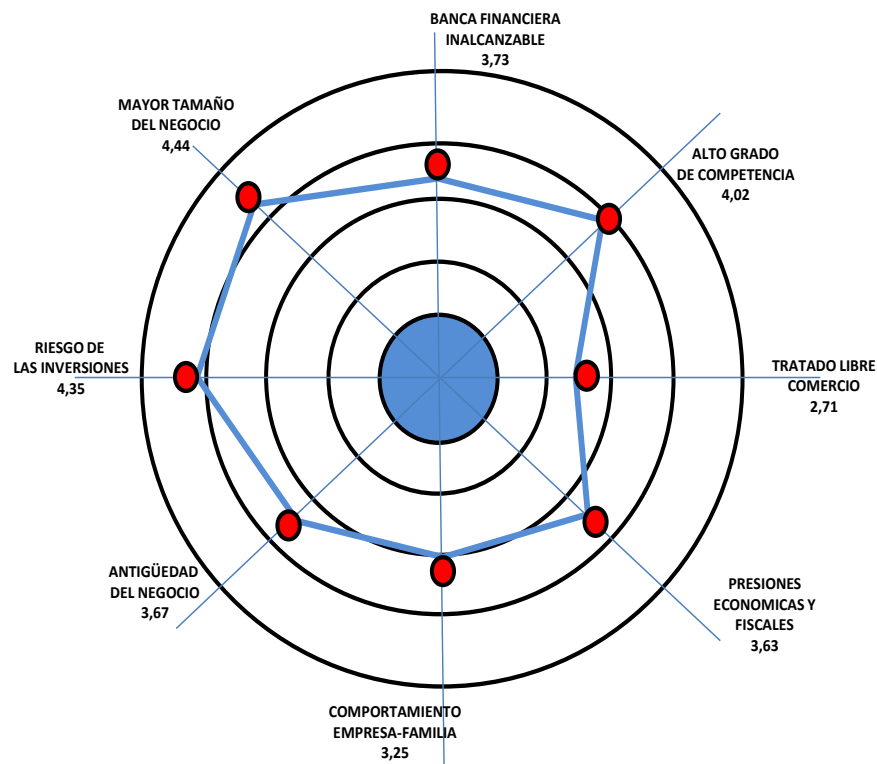 BANCA FINANCIERA
INALCANZABLE
3,73
MAYOR TAMAÑO
DEL NEGOCIO
4,44
ALTO GRADO
DE COMPETENCIA
4,02
RIESGO DE
LAS INVERSIONES
4,35
TRATADO LIBRE
COMERCIO
2,71
ANTIGÜEDAD
DEL NEGOCIO
3,67
PRESIONES
ECONOMICAS Y
FISCALES
3,63
COMPORTAMIENTO
EMPRESA-FAMILIA
3,25